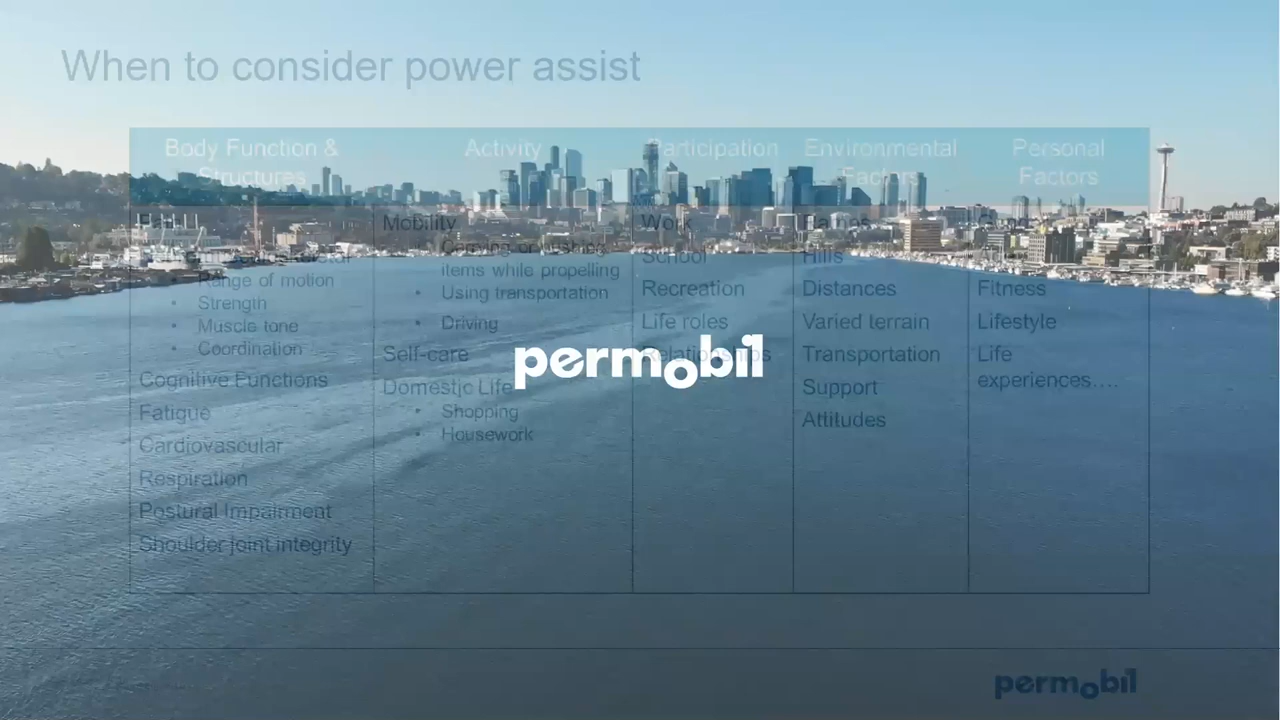 When to consider power assist
Body Function &
Structures
Activity
Participation
Environmental
Factors
Personal
Factors
Pain
Range of motion
Strength
Muscle tone
Coordination
Cognitive Functions
Fatigue
Cardiovascular
Respiration
Postural Impairment
Shoulder joint integrity
Mobility
Carrying or pushing
items while propelling
Using transportation
Driving
Self-care
Domestic Life
Shopping
Housework
Work
School
Recreation
Life roles
Relationships
Ramps
Hills
Distances
Varied terrain
Transportation
Support
Attitudes
Fitness
Lifestyle
Life
experiences....
permobil
permobil